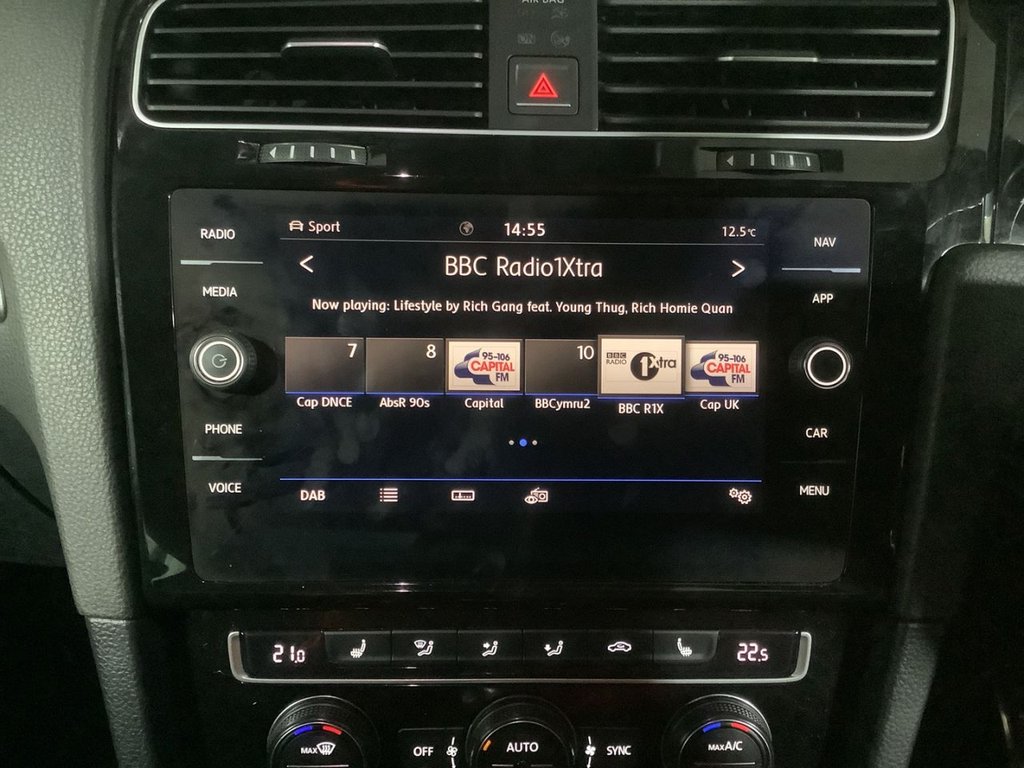 AIR BAG
RADIO
MEDIA
PHONE
VOICE
Sport 14:55 12.5°C
< BBC Radio1Xtra >
Now playing: Lifestyle by Rich Gang feat. Young Thug, Rich Homie Quan
7 8 95-106 CAPITAL FM 10 BBC RADIO 1Xtra 95-106 CAPITAL FM
Cap DNCE AbsR 90s Capital BBCymru2 BBC R1X Cap UK
DAB
NAV
APP
CAR
MENU
21.0 22.5
MAX OFF AUTO SYNC MAX A/C